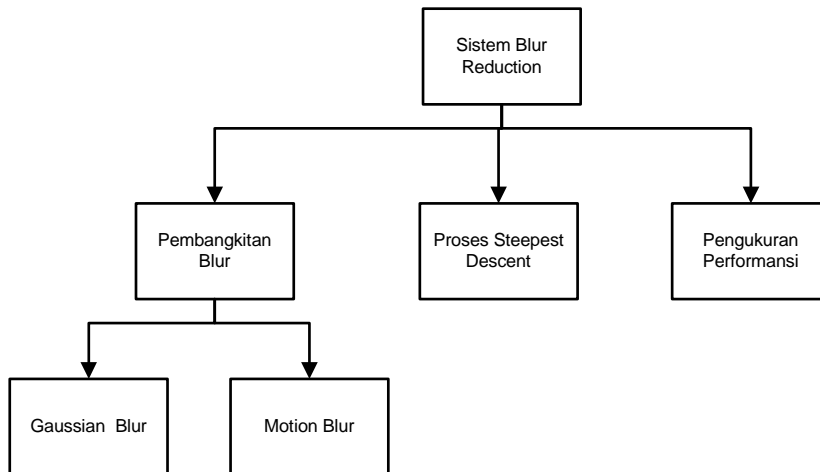 Sistem Blur
Reduction
Pembangkitan
Blur
Proses Steepest
Descent
Pengukuran
Performansi
Gaussian Blur
Motion Blur